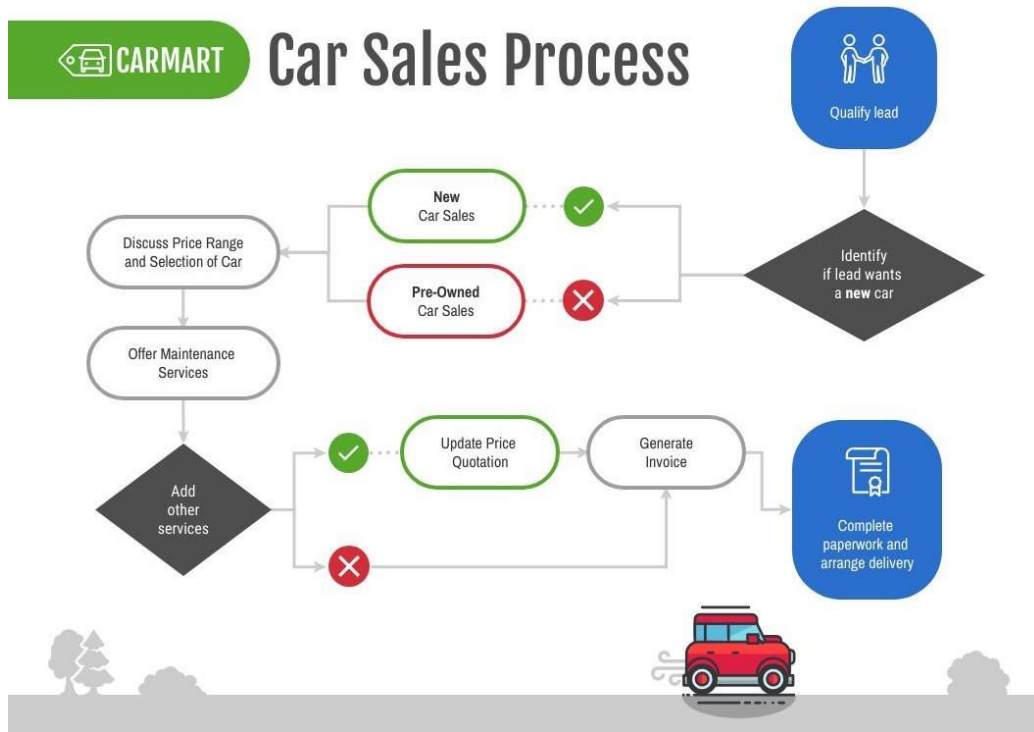 CARMART
Car Sales Process
Qualify lead
Identify
if lead wants
a new car
New
Car Sales
Pre-Owned
Car Sales
Discuss Price Range
and Selection of Car
Offer Maintenance
Services
Add
other
services
Update Price
Quotation
Generate
Invoice
Complete
paperwork and
arrange delivery